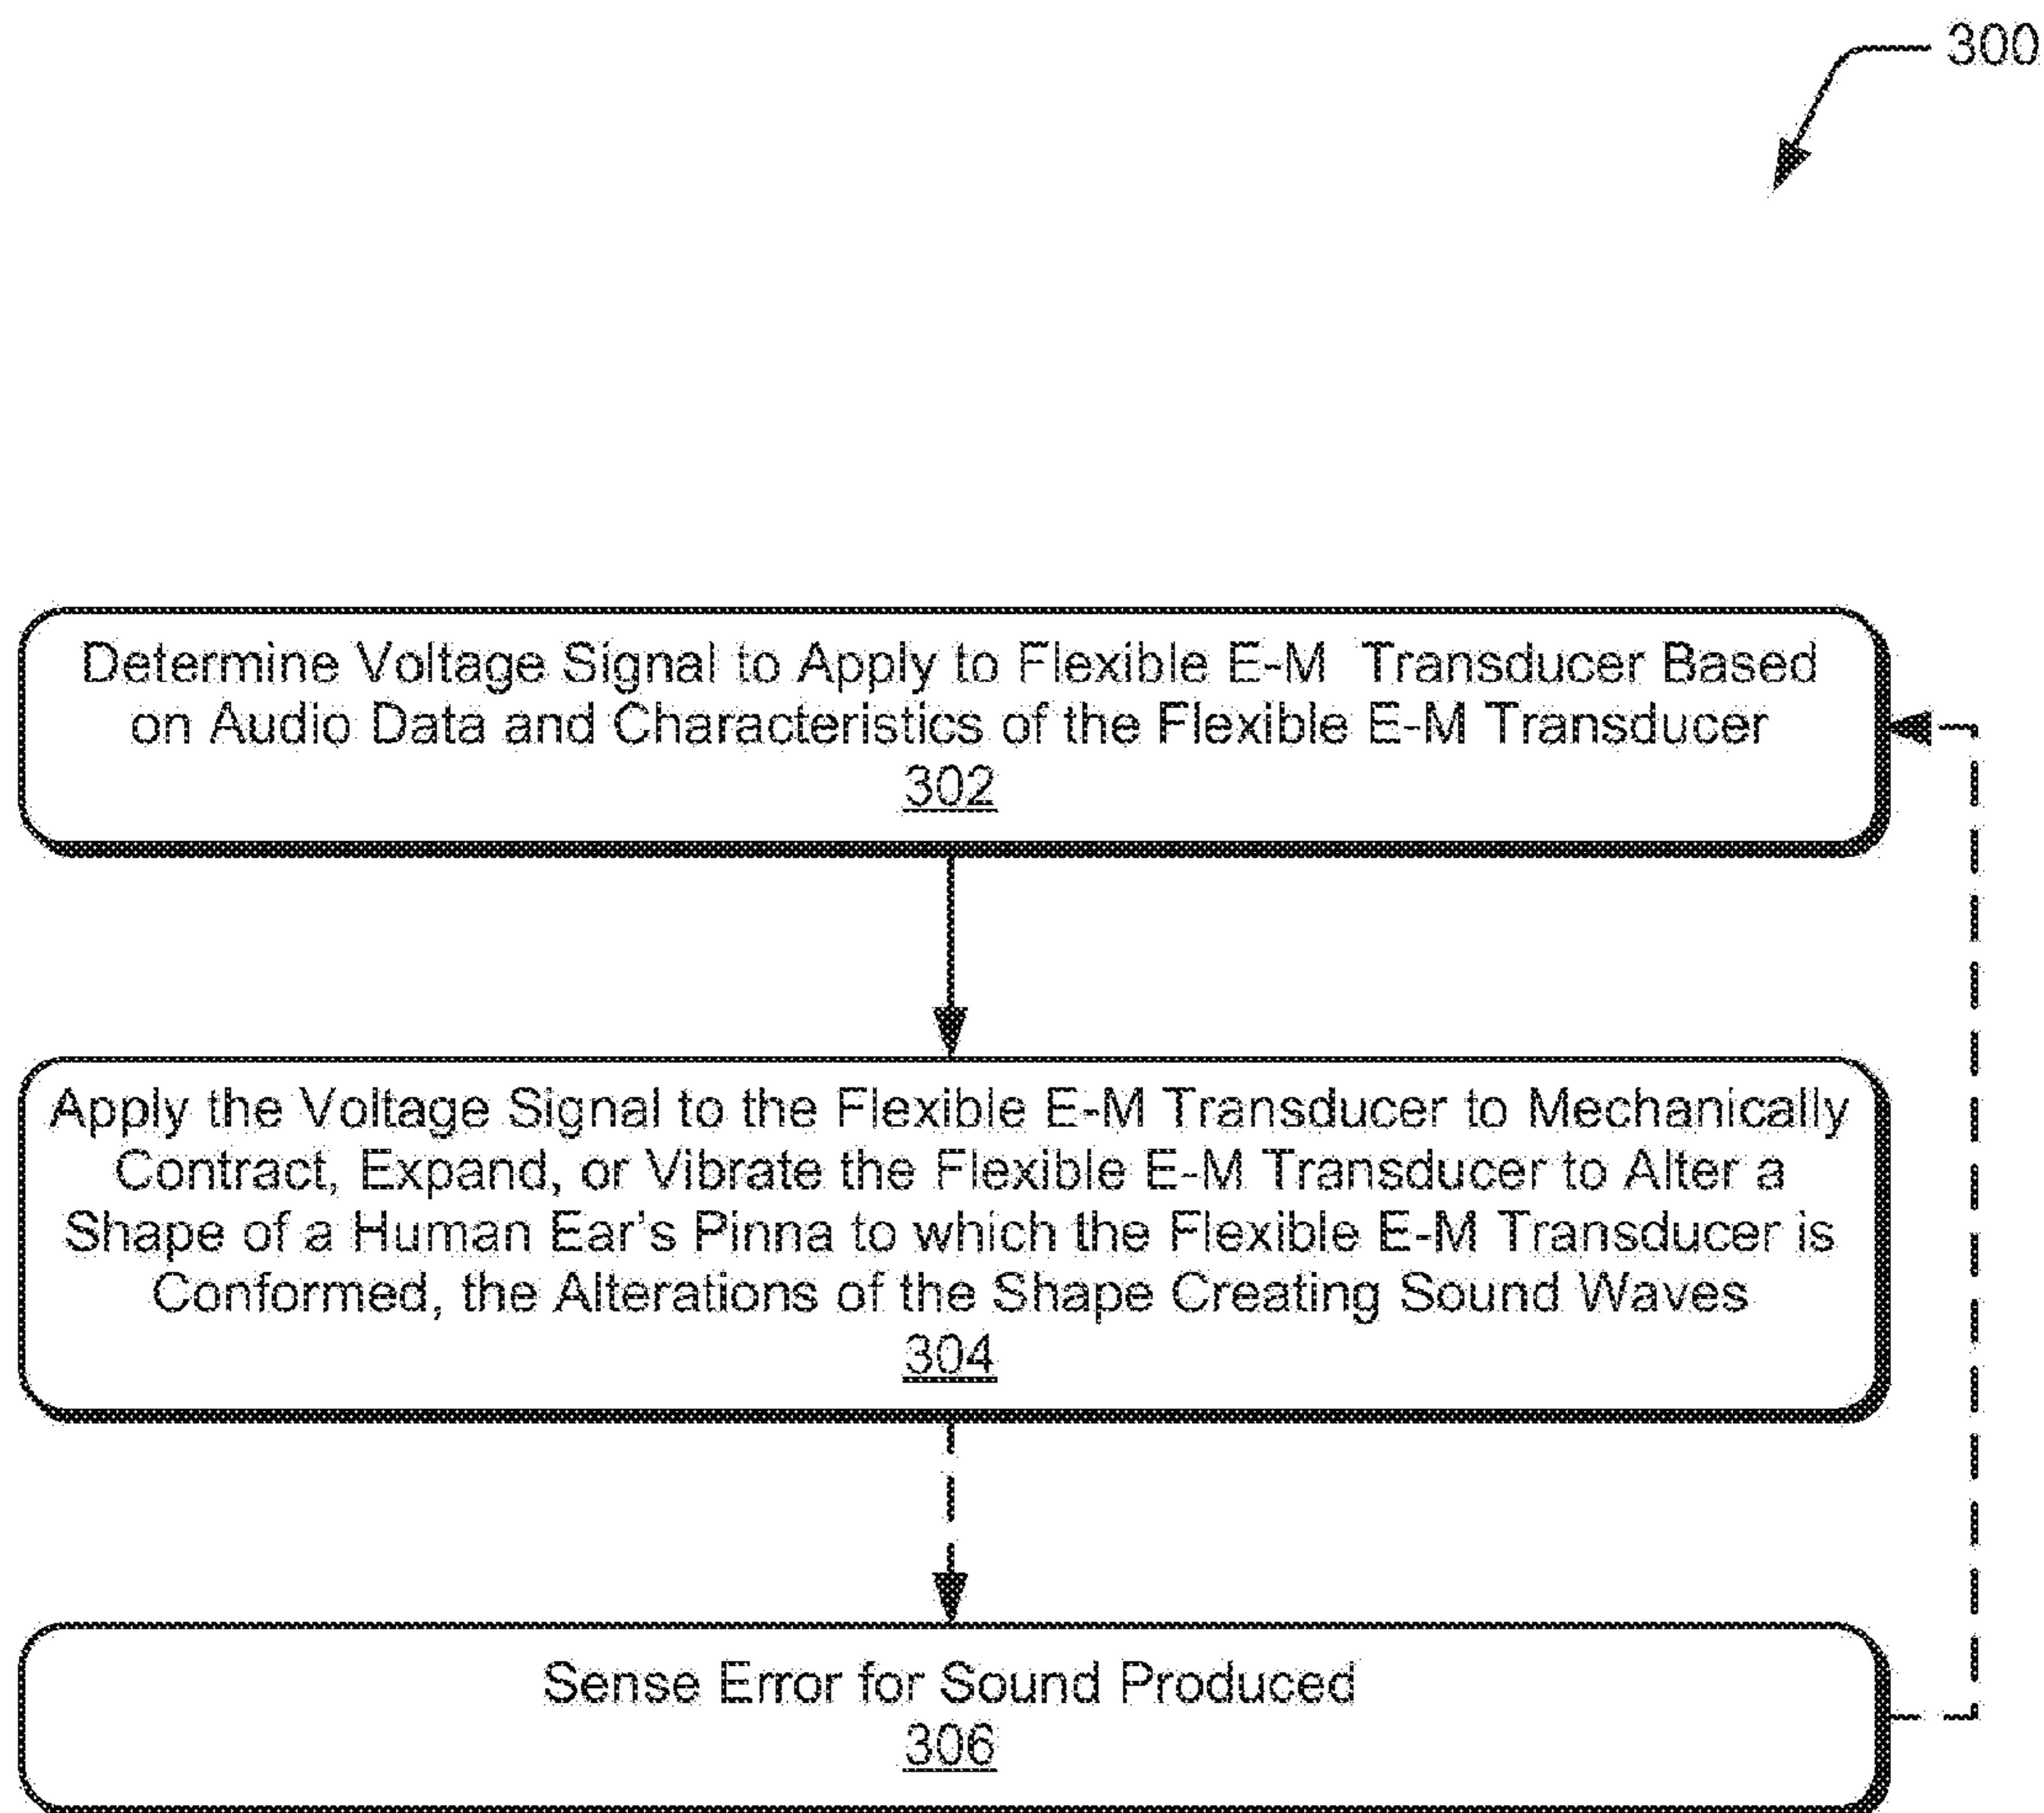 300
Determine Voltage Signal to Apply to Flexible E-M Transducer Based
on Audio Data and Characteristics of the Flexible E-M Transducer
302
Apply the Voltage Signal to the Flexible E-M Transducer to Mechanically
Contract, Expand, or Vibrate the Flexible E-M Transducer to Alter a
Shape of a Human Ear's Pinna to which the Flexible E-M Transducer is
Conformed, the Alterations of the Shape Creating Sound Waves
304
Sense Error for Sound Produced
306